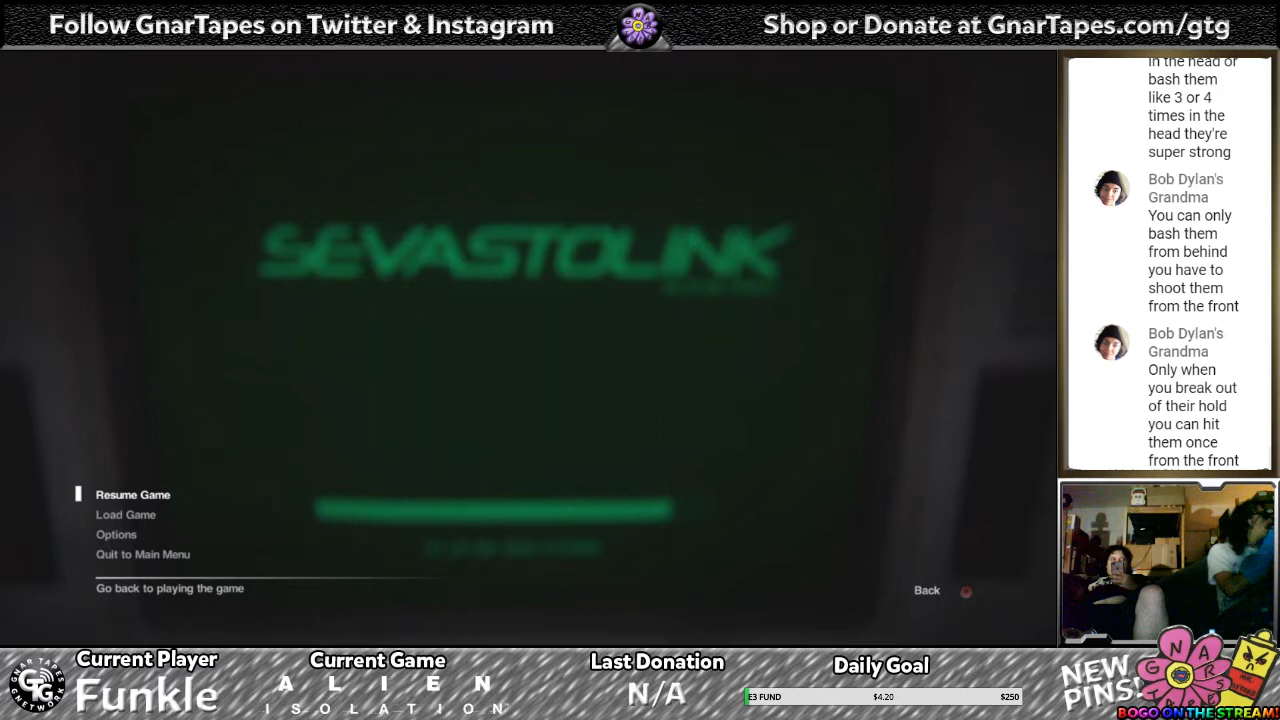 Follow GnarTapes on Twitter & Instagram
Shop or Donate at GnarTapes.com/gtg
in the head or
bash them
like 3 or 4
times in the
head they're
super strong
Bob Dylan's
Grandma
You can only
bash them
from behind
you have to
shoot them
from the front
Bob Dylan's
Grandma
Only when
you break out
of their hold
you can hit
them once
from the front
SEVASTOLINK
Resume Game
Load Game
Options
Quit to Main Menu
Go back to playing the game
Back
GNAR TAPES
GTG
GNETWORK
Current Player
Funkle
Current Game
ALIEN
ISOLATION
Last Donation
N/A
Daily Goal
E3 FUND
$4.20
$250
NEW
PINS!
GNAR
BOGO ON THE STREAM!